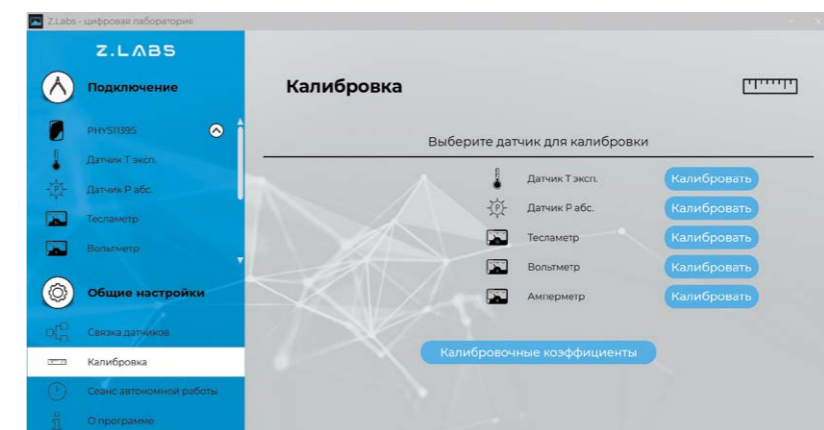 Z.Labs - цифровая лаборатория
Z.LABS
Подключение
PHYS11395
Датчик Т эксп.
Датчик Р абс.
Тесламетр
Вольтметр
Общие настройки
Связка датчиков
Калибровка
Сеанс автономной работы
О программе
Калибровка
Выберите датчик для калибровки
Датчик Т эксп. Калибровать
Датчик Р абс. Калибровать
Тесламетр Калибровать
Вольтметр Калибровать
Амперметр Калибровать
Калибровочные коэффициенты